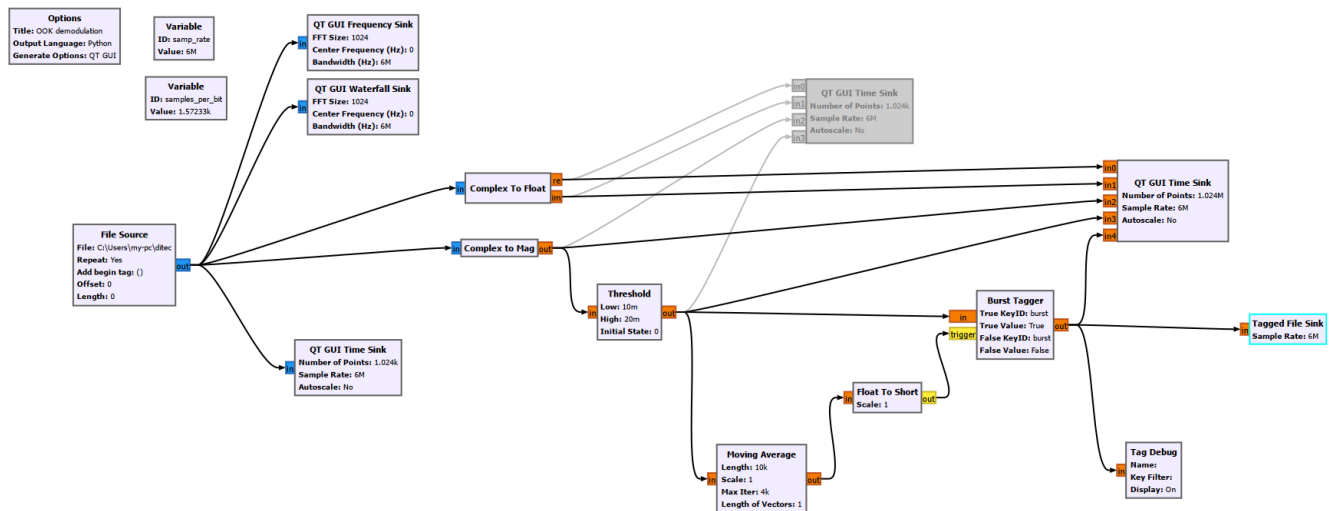 Options
Title: OOK demodulation
Output Language: Python
Generate Options: QT GUI
Variable
ID: samp_rate
Value: 6M
Variable
ID: samples_per_bit
Value: 1.57233k
in
QT GUI Frequency Sink
FFT Size: 1024
Center Frequency (Hz): 0
Bandwidth (Hz): 6M
in
QT GUI Waterfall Sink
FFT Size: 1024
Center Frequency (Hz): 0
Bandwidth (Hz): 6M
in0
in1
in2
in3
QT GUI Time Sink
Number of Points: 1.024k
Sample Rate: 6M
Autoscale: No
in
Complex To Float
re
im
in0
in1
in2
in3
in4
QT GUI Time Sink
Number of Points: 1.024M
Sample Rate: 6M
Autoscale: No
File Source
File: C:\Users\my-pc\ditec
Repeat: Yes
Add begin tag: ()
Offset: 0
Length: 0
out
in
Complex to Mag
out
in
Threshold
Low: 10m
High: 20m
Initial State: 0
out
in
trigger
Burst Tagger
True KeyID: burst
True Value: True
False KeyID: burst
False Value: False
out
in
Tagged File Sink
Sample Rate: 6M
in
QT GUI Time Sink
Number of Points: 1.024k
Sample Rate: 6M
Autoscale: No
in
Float To Short
Scale: 1
out
in
Moving Average
Length: 10k
Scale: 1
Max Iter: 4k
Length of Vectors: 1
out
in
Tag Debug
Name:
Key Filter:
Display: On